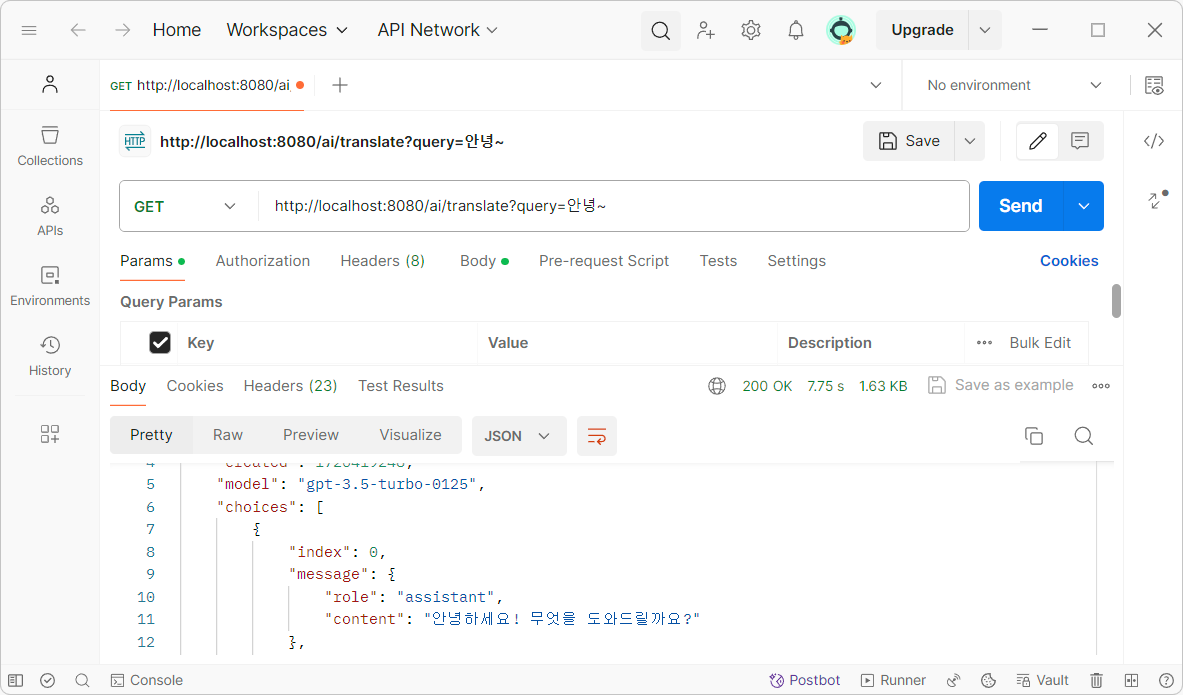 Home Workspaces API Network Upgrade
GET http://localhost:8080/ai No environment
http://localhost:8080/ai/translate?query=안녕~ Save
GET http://localhost:8080/ai/translate?query=안녕~ Send
Collections
APIs
Environments
History
Params Authorization Headers (8) Body Pre-request Script Tests Settings Cookies
Query Params
Key Value Description Bulk Edit
Body Cookies Headers (23) Test Results 200 OK 7.75 s 1.63 KB Save as example
Pretty Raw Preview Visualize JSON
5 "model": "gpt-3.5-turbo-0125",
6 "choices": [
7 {
8 "index": 0,
9 "message": {
10 "role": "assistant",
11 "content": "안녕하세요! 무엇을 도와드릴까요?"
12 },
Console Postbot Runner Vault